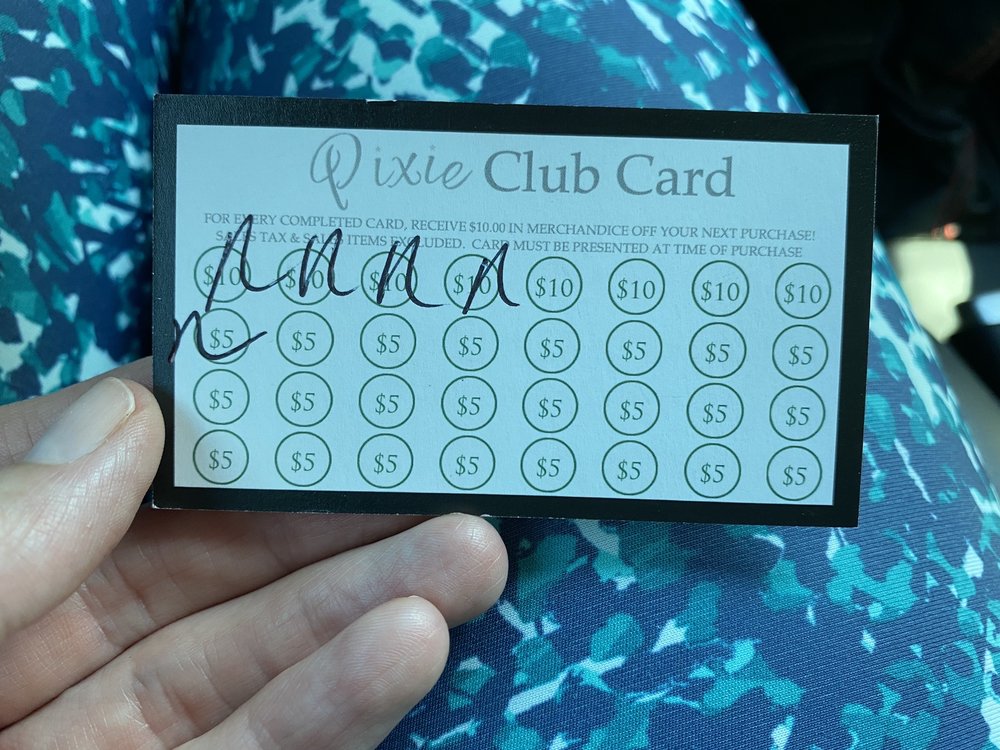 Pixie Club Card
FOR EVERY COMPLETED CARD, RECEIVE $10.00 IN MERCHANDICE OFF YOUR NEXT PURCHASE!
SALES TAX & SALE ITEMS EXCLUDED. CARD MUST BE PRESENTED AT TIME OF PURCHASE
$10 $10 $10 $10 $10 $10 $10 $10
$5 $5 $5 $5 $5 $5 $5 $5
$5 $5 $5 $5 $5 $5 $5 $5
$5 $5 $5 $5 $5 $5 $5 $5